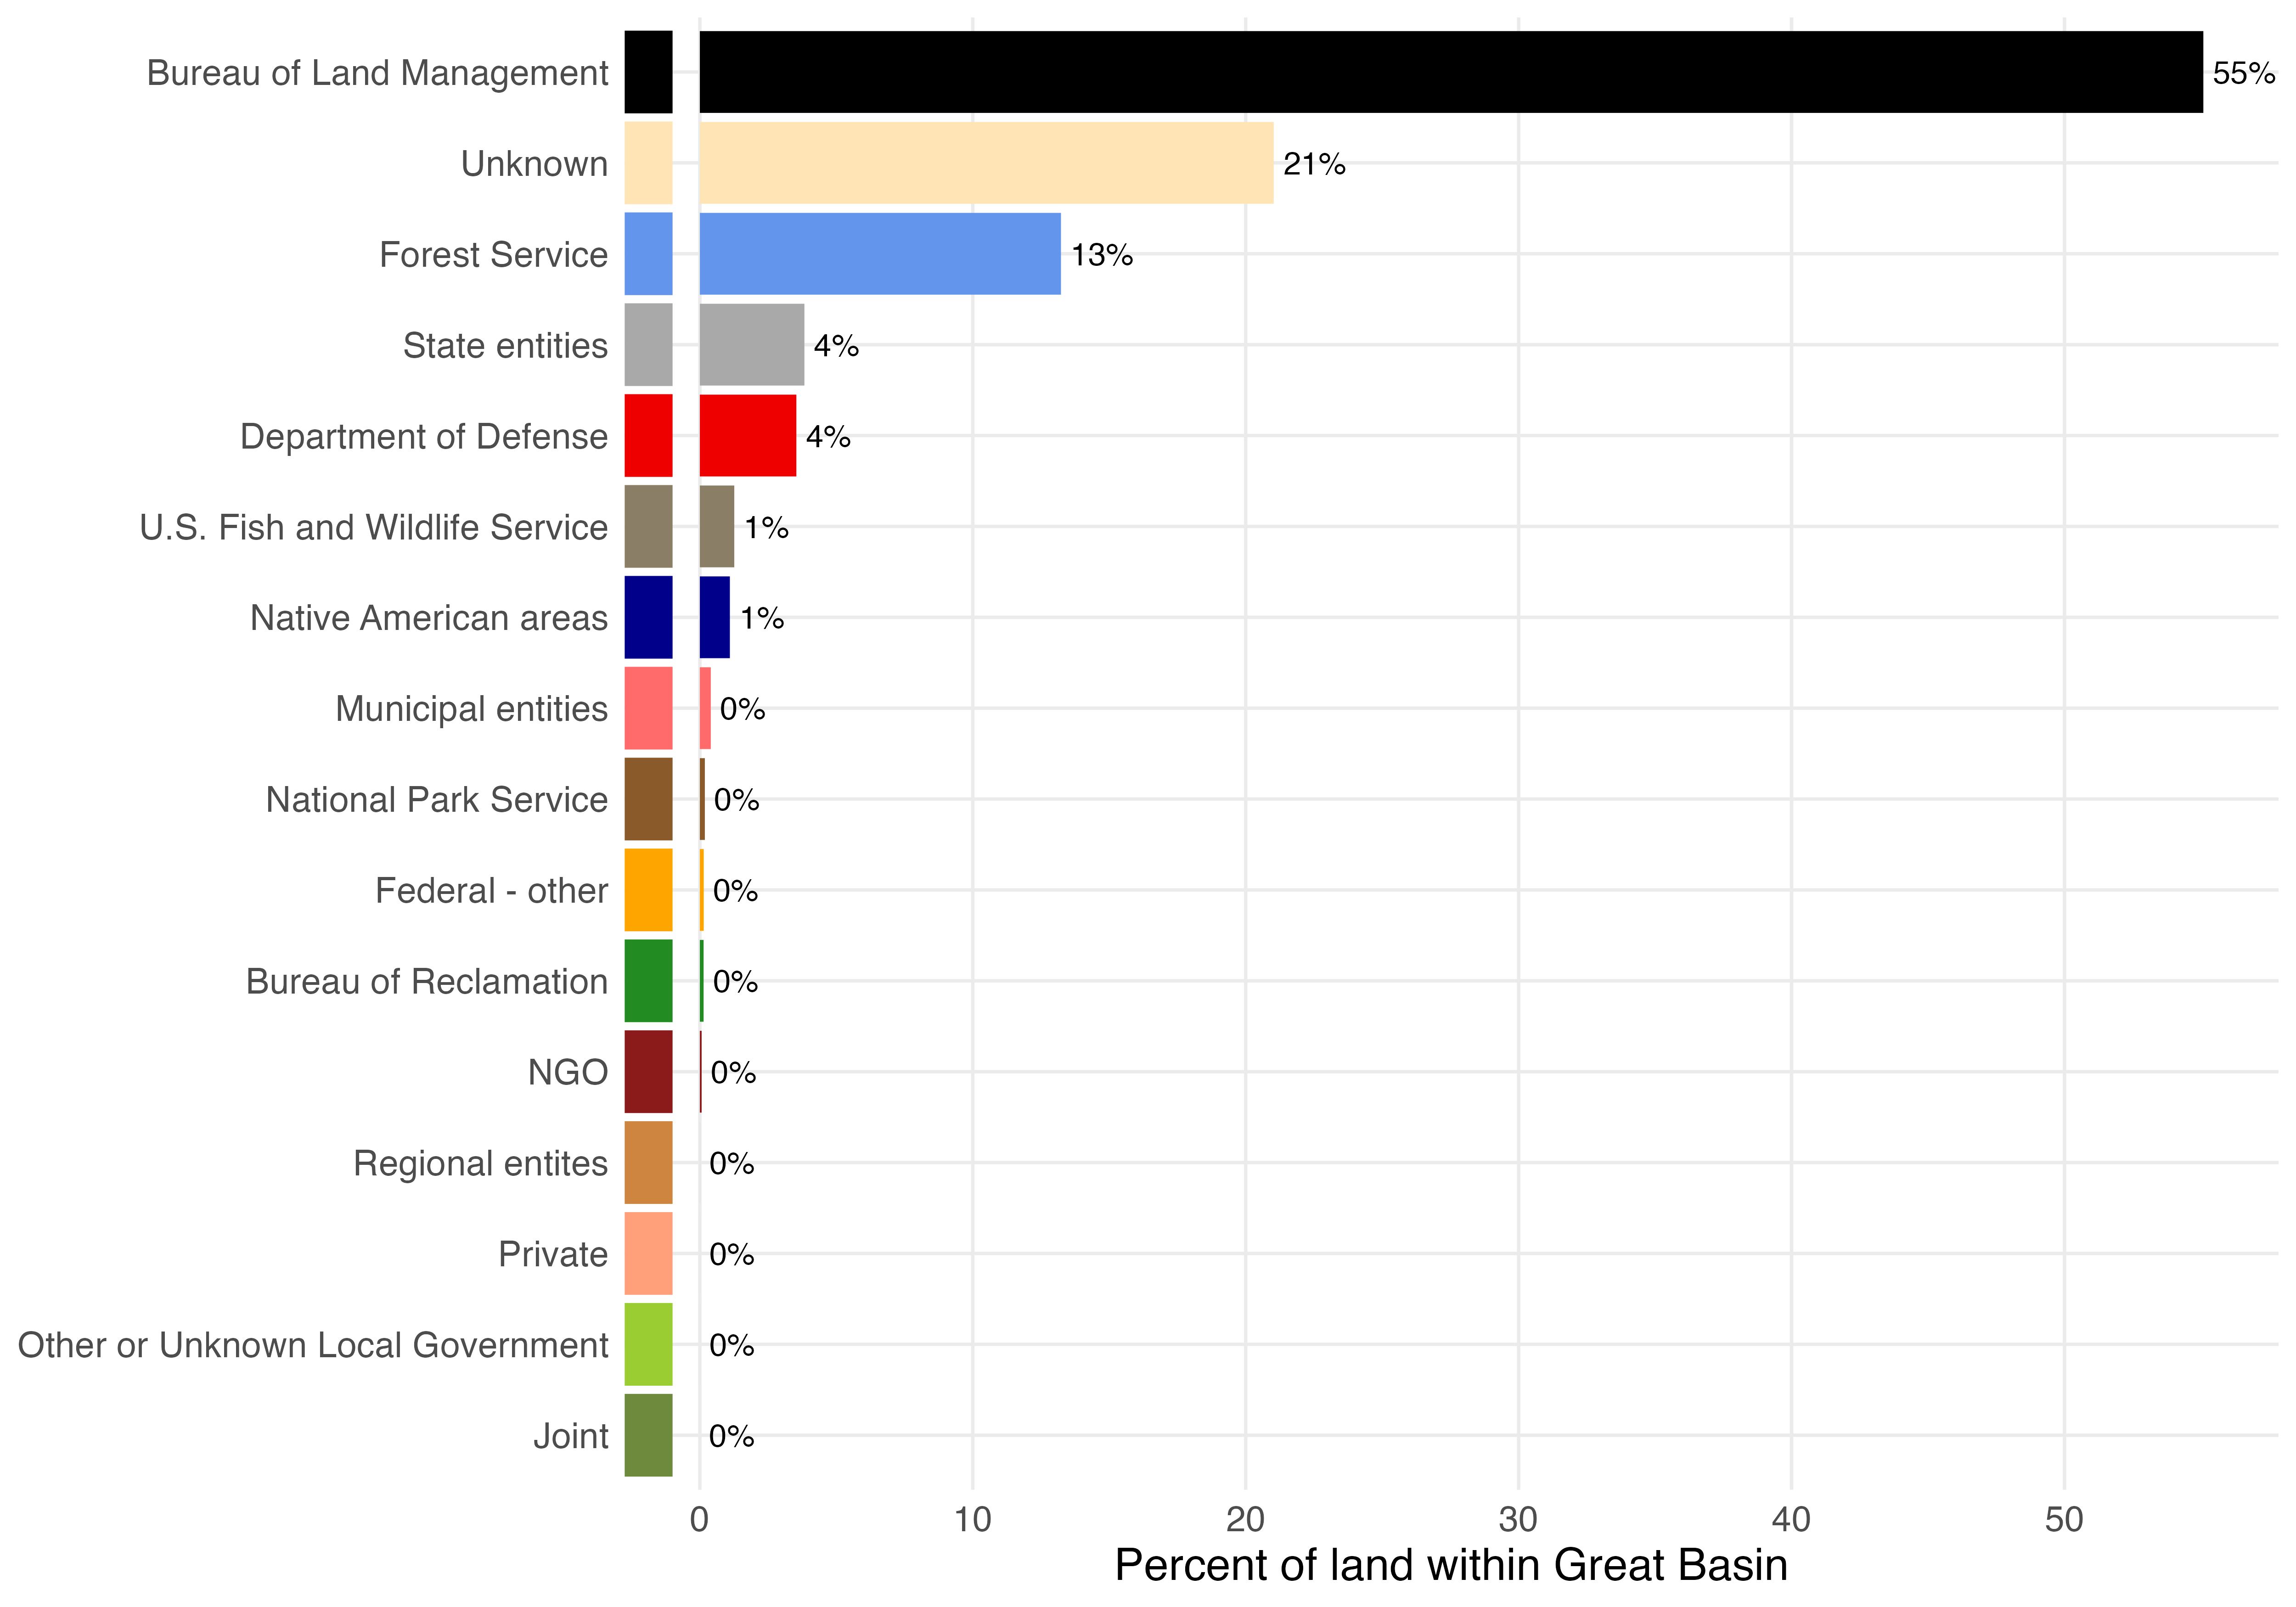 Bureau of Land Management 55%
Unknown 21%
Forest Service 13%
State entities 4%
Department of Defense 4%
U.S. Fish and Wildlife Service 1%
Native American areas 1%
Municipal entities 0%
National Park Service 0%
Federal - other 0%
Bureau of Reclamation 0%
NGO 0%
Regional entites 0%
Private 0%
Other or Unknown Local Government 0%
Joint 0%
0 10 20 30 40 50
Percent of land within Great Basin